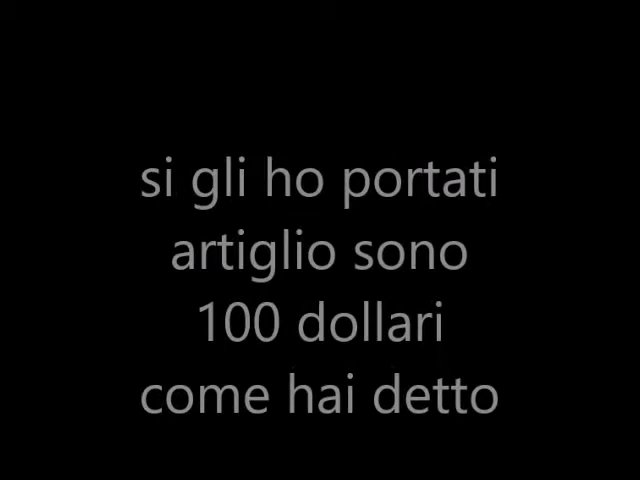 si gli ho portati
artiglio sono
100 dollari
come hai detto